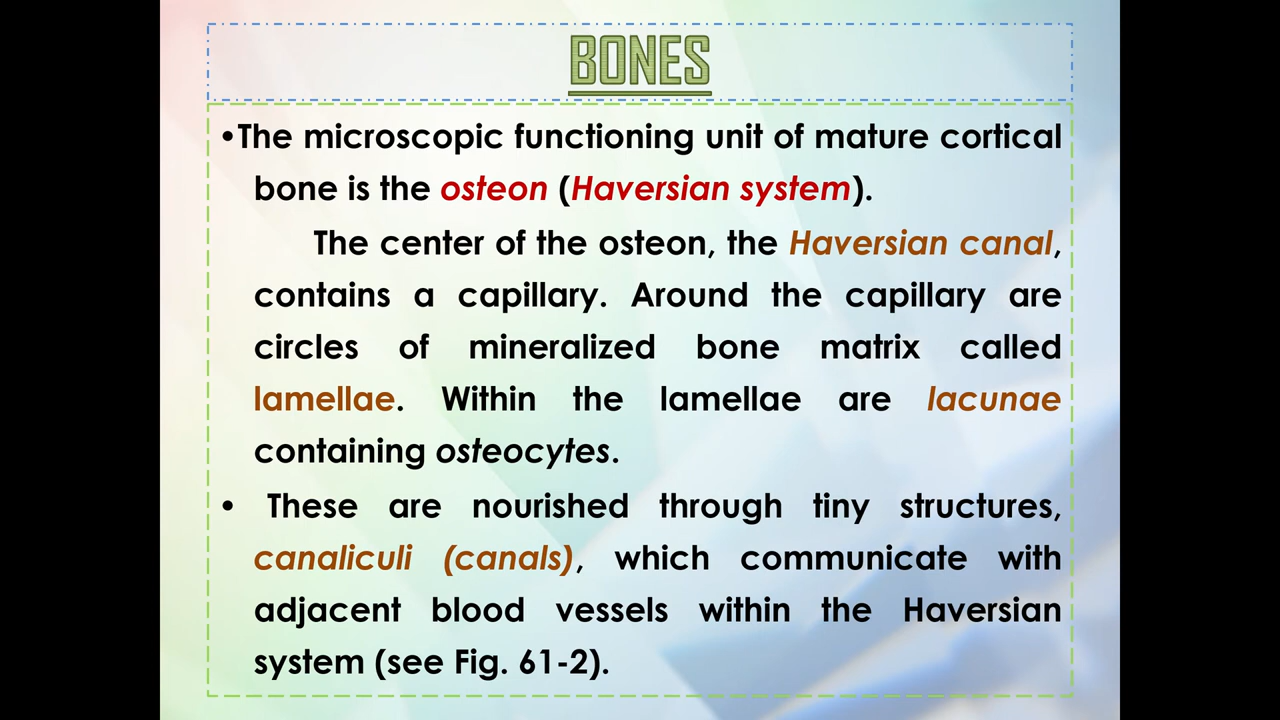 BONES
•The microscopic functioning unit of mature cortical
bone is the osteon (Haversian system).
The center of the osteon, the Haversian canal,
contains a capillary. Around the capillary are
circles of mineralized bone matrix called
lamellae. Within the lamellae are lacunae
containing osteocytes.
• These are nourished through tiny structures,
canaliculi (canals), which communicate with
adjacent blood vessels within the Haversian
system (see Fig. 61-2).